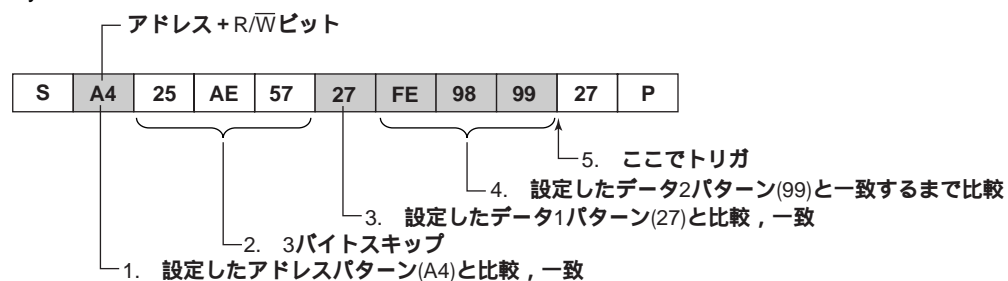 アドレス+R/W̅ビット
S A4 25 AE 57 27 FE 98 99 27 P
5. ここでトリガ
4. 設定したデータ2パターン(99)と一致するまで比較
3. 設定したデータ1パターン(27)と比較,一致
2. 3バイトスキップ
1. 設定したアドレスパターン(A4)と比較,一致